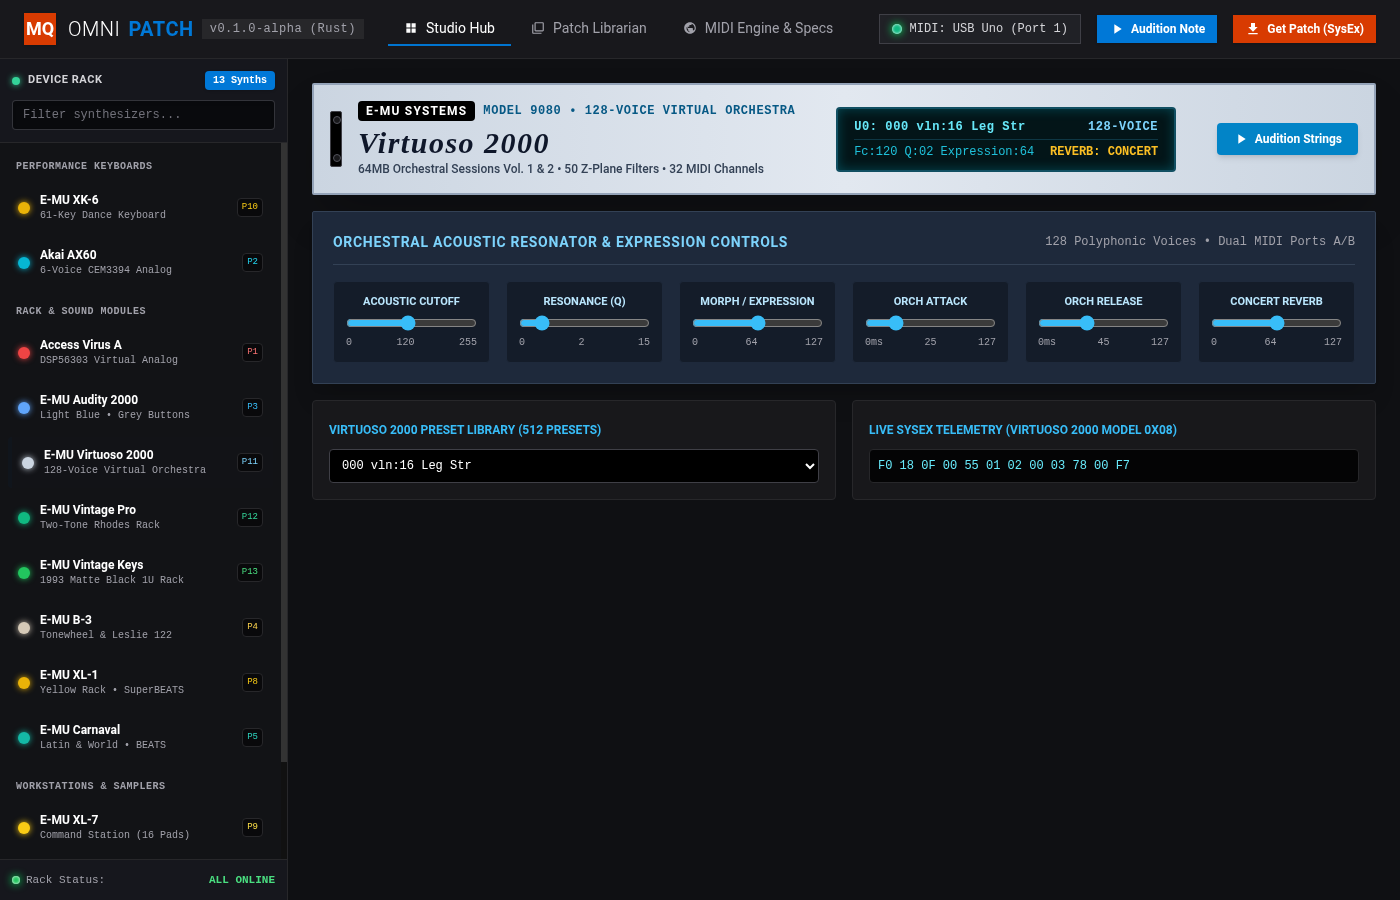 MQ OMNI PATCH v0.1.0-alpha (Rust) Studio Hub Patch Librarian MIDI Engine & Specs MIDI: USB Uno (Port 1) Audition Note Get Patch (SysEx)
DEVICE RACK 13 Synths
Filter synthesizers...
PERFORMANCE KEYBOARDS
E-MU XK-6
61-Key Dance Keyboard
P10
Akai AX60
6-Voice CEM3394 Analog
P2
RACK & SOUND MODULES
Access Virus A
DSP56303 Virtual Analog
P1
E-MU Audity 2000
Light Blue • Grey Buttons
P3
E-MU Virtuoso 2000
128-Voice Virtual Orchestra
P11
E-MU Vintage Pro
Two-Tone Rhodes Rack
P12
E-MU Vintage Keys
1993 Matte Black 1U Rack
P13
E-MU B-3
Tonewheel & Leslie 122
P4
E-MU XL-1
Yellow Rack • SuperBEATS
P8
E-MU Carnaval
Latin & World • BEATS
P5
WORKSTATIONS & SAMPLERS
E-MU XL-7
Command Station (16 Pads)
P9
Rack Status: ALL ONLINE
E-MU SYSTEMS MODEL 9080 • 128-VOICE VIRTUAL ORCHESTRA
Virtuoso 2000
64MB Orchestral Sessions Vol. 1 & 2 • 50 Z-Plane Filters • 32 MIDI Channels
U0: 000 vln:16 Leg Str 128-VOICE
Fc:120 Q:02 Expression:64 REVERB: CONCERT
Audition Strings
ORCHESTRAL ACOUSTIC RESONATOR & EXPRESSION CONTROLS
128 Polyphonic Voices • Dual MIDI Ports A/B
ACOUSTIC CUTOFF
0 120 255
RESONANCE (Q)
0 2 15
MORPH / EXPRESSION
0 64 127
ORCH ATTACK
0ms 25 127
ORCH RELEASE
0ms 45 127
CONCERT REVERB
0 64 127
VIRTUOSO 2000 PRESET LIBRARY (512 PRESETS)
000 vln:16 Leg Str
LIVE SYSEX TELEMETRY (VIRTUOSO 2000 MODEL 0X08)
F0 18 0F 00 55 01 02 00 03 78 00 F7